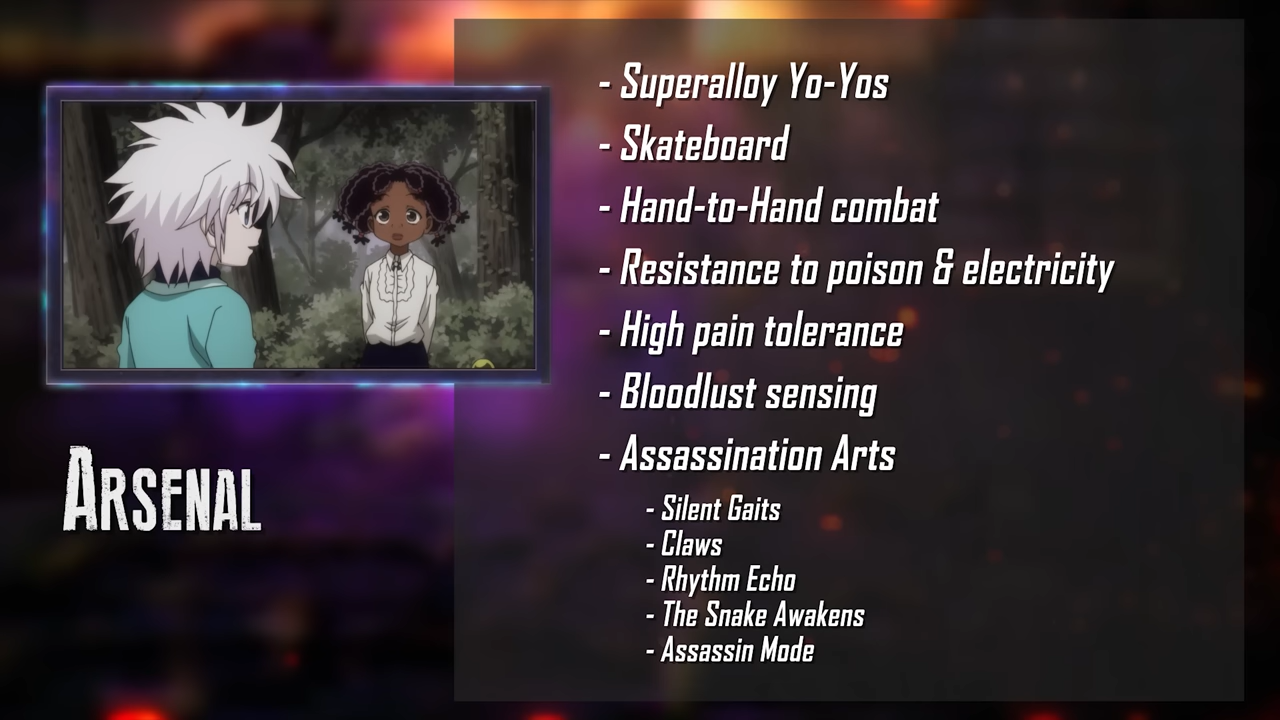 Arsenal
- Superalloy Yo-Yos
- Skateboard
- Hand-to-Hand combat
- Resistance to poison & electricity
- High pain tolerance
- Bloodlust sensing
- Assassination Arts
- Silent Gaits
- Claws
- Rhythm Echo
- The Snake Awakens
- Assassin Mode